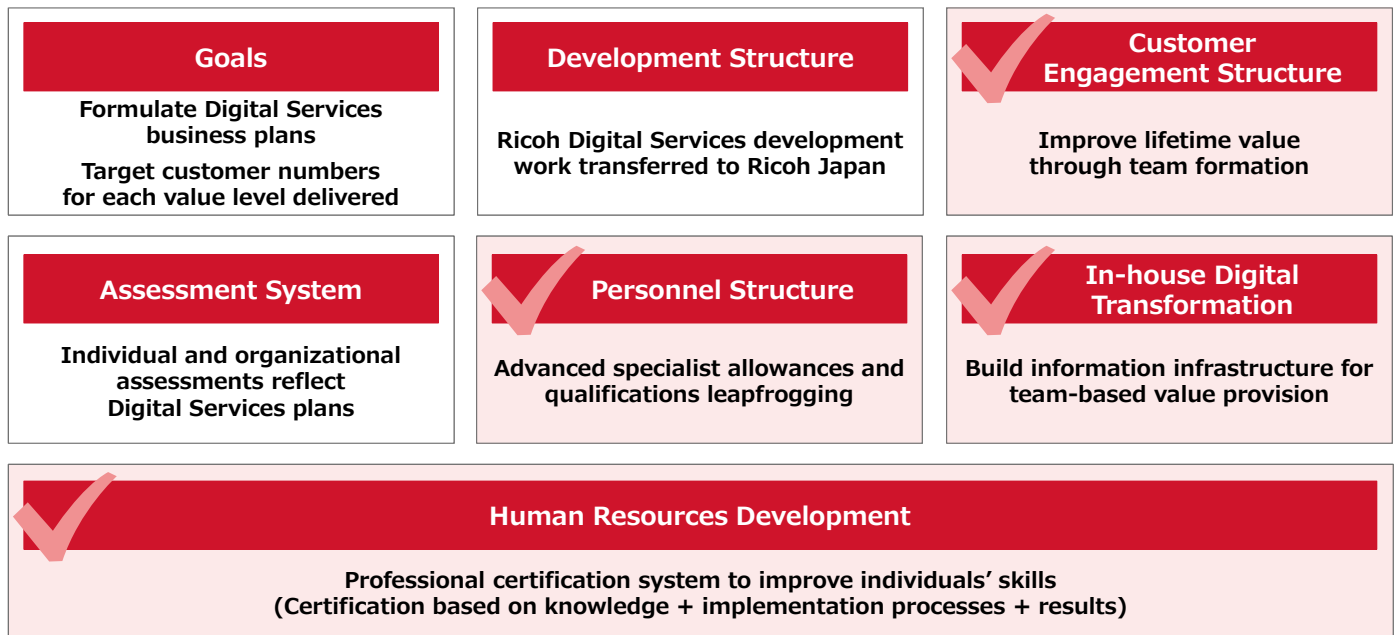 Goals
Formulate Digital Services
business plans
Target customer numbers
for each value level delivered
Development Structure
Ricoh Digital Services development
work transferred to Ricoh Japan
Customer
Engagement Structure
Improve lifetime value
through team formation
Assessment System
Individual and organizational
assessments reflect
Digital Services plans
Personnel Structure
Advanced specialist allowances and
qualifications leapfrogging
In-house Digital
Transformation
Build information infrastructure for
team-based value provision
Human Resources Development
Professional certification system to improve individuals’ skills
(Certification based on knowledge + implementation processes + results)